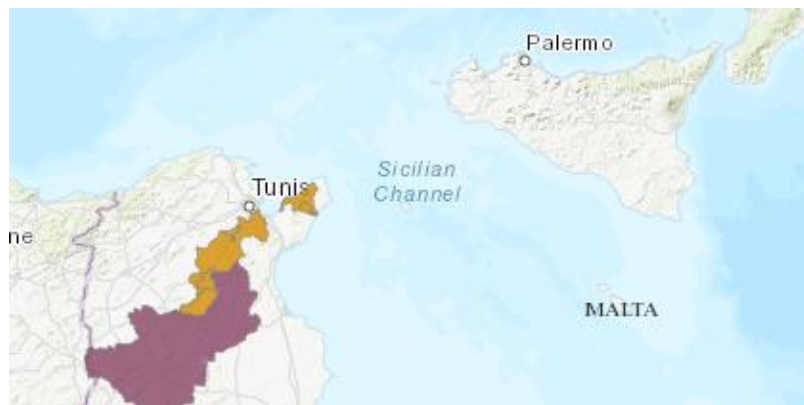 Palermo
Sicilian
Channel
Tunis
ne
MALTA